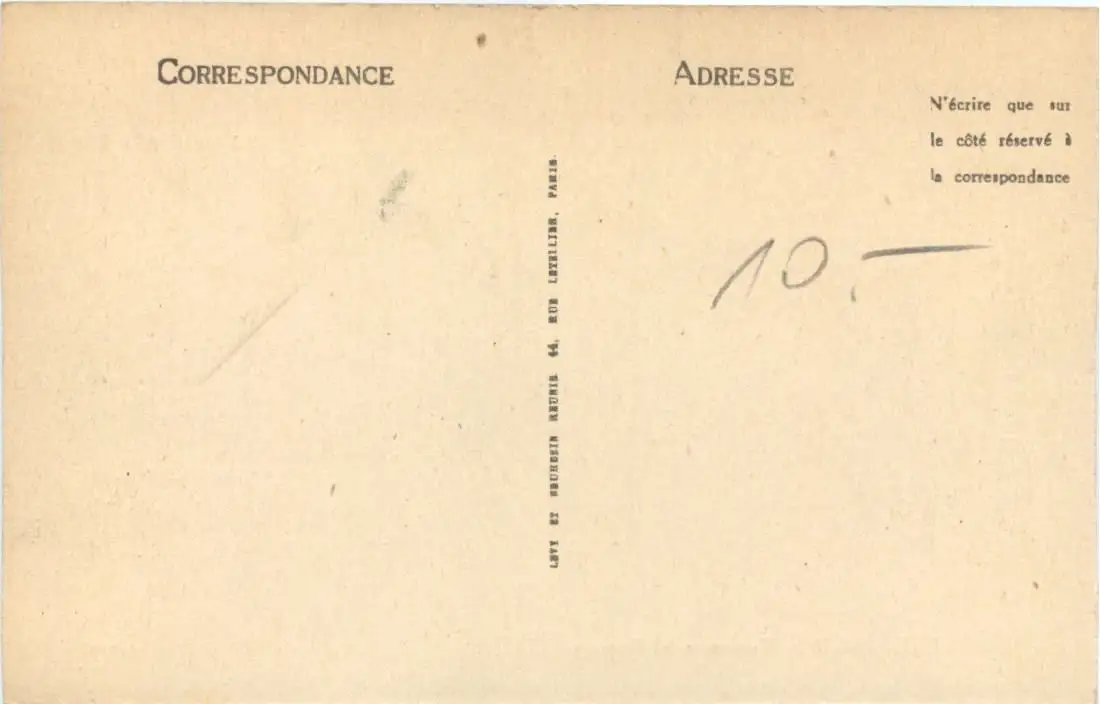 CORRESPONDANCE
ADRESSE
N'écrire que sur
le côté réservé à
la correspondance
10.—
LEVY ET NEURDEIN REUNIS 44, RUE LETELLIER, PARIS.